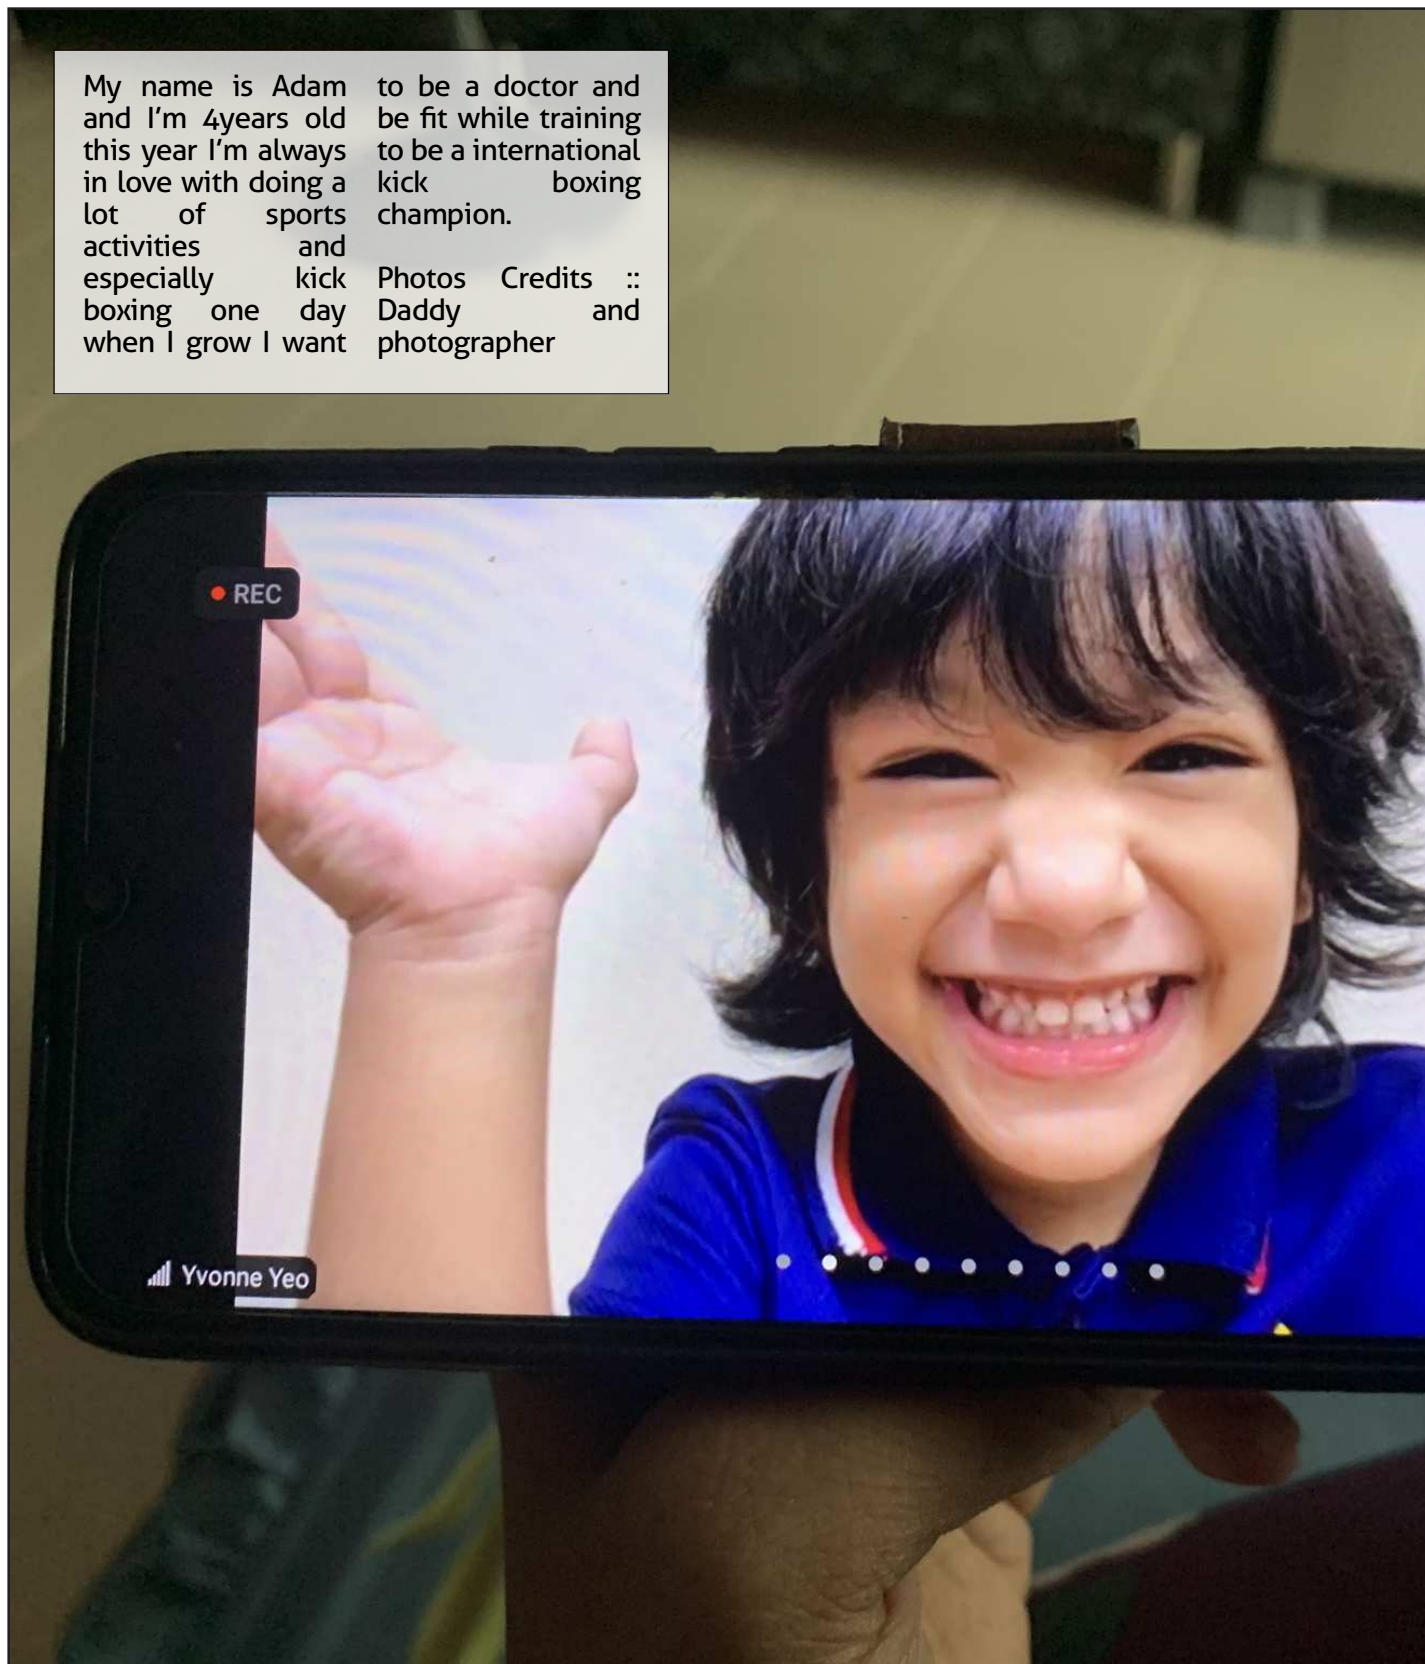 My name is Adam
and I'm 4years old
this year I'm always
in love with doing a
lot of sports
activities and
especially kick
boxing one day
when I grow I want
to be a doctor and
be fit while training
to be a international
kick boxing
champion.
Photos Credits ::
Daddy and
photographer
REC
Yvonne Yeo